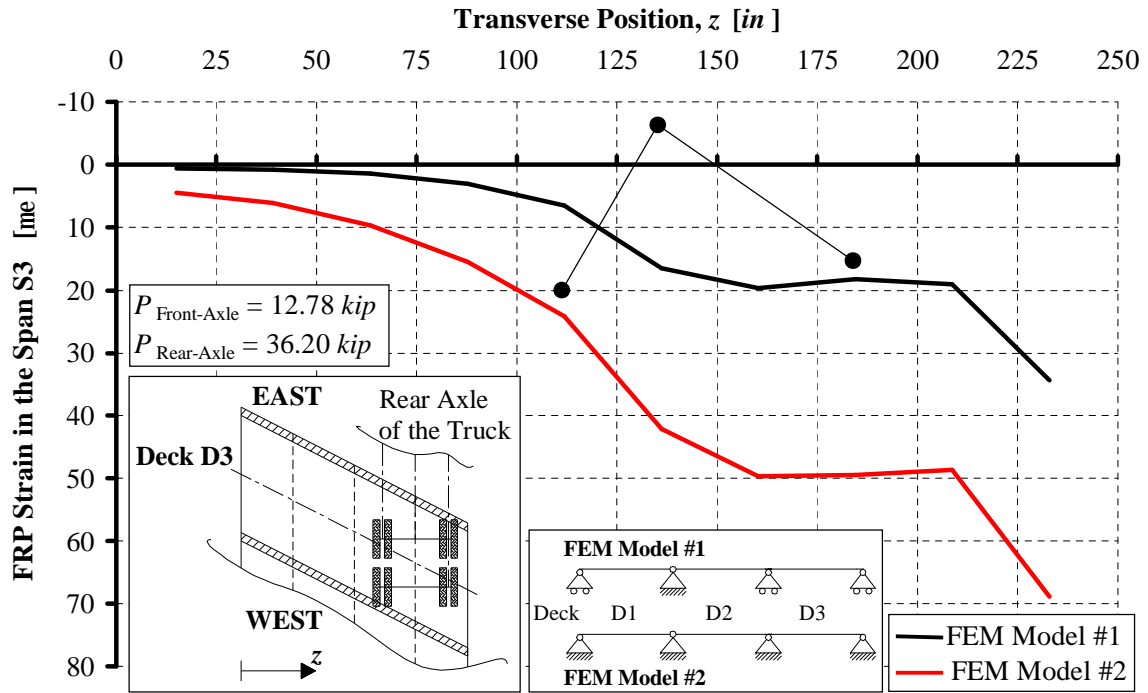 Transverse Position, z [in ]
0 25 50 75 100 125 150 175 200 225 250
-10
0
10
20
30
40
50
60
70
80
FRP Strain in the Span S3 [me]
P Front-Axle = 12.78 kip
P Rear-Axle = 36.20 kip
EAST
Rear Axle
of the Truck
Deck D3
WEST
z
FEM Model #1
Deck D1 D2 D3
FEM Model #2
FEM Model #1
FEM Model #2